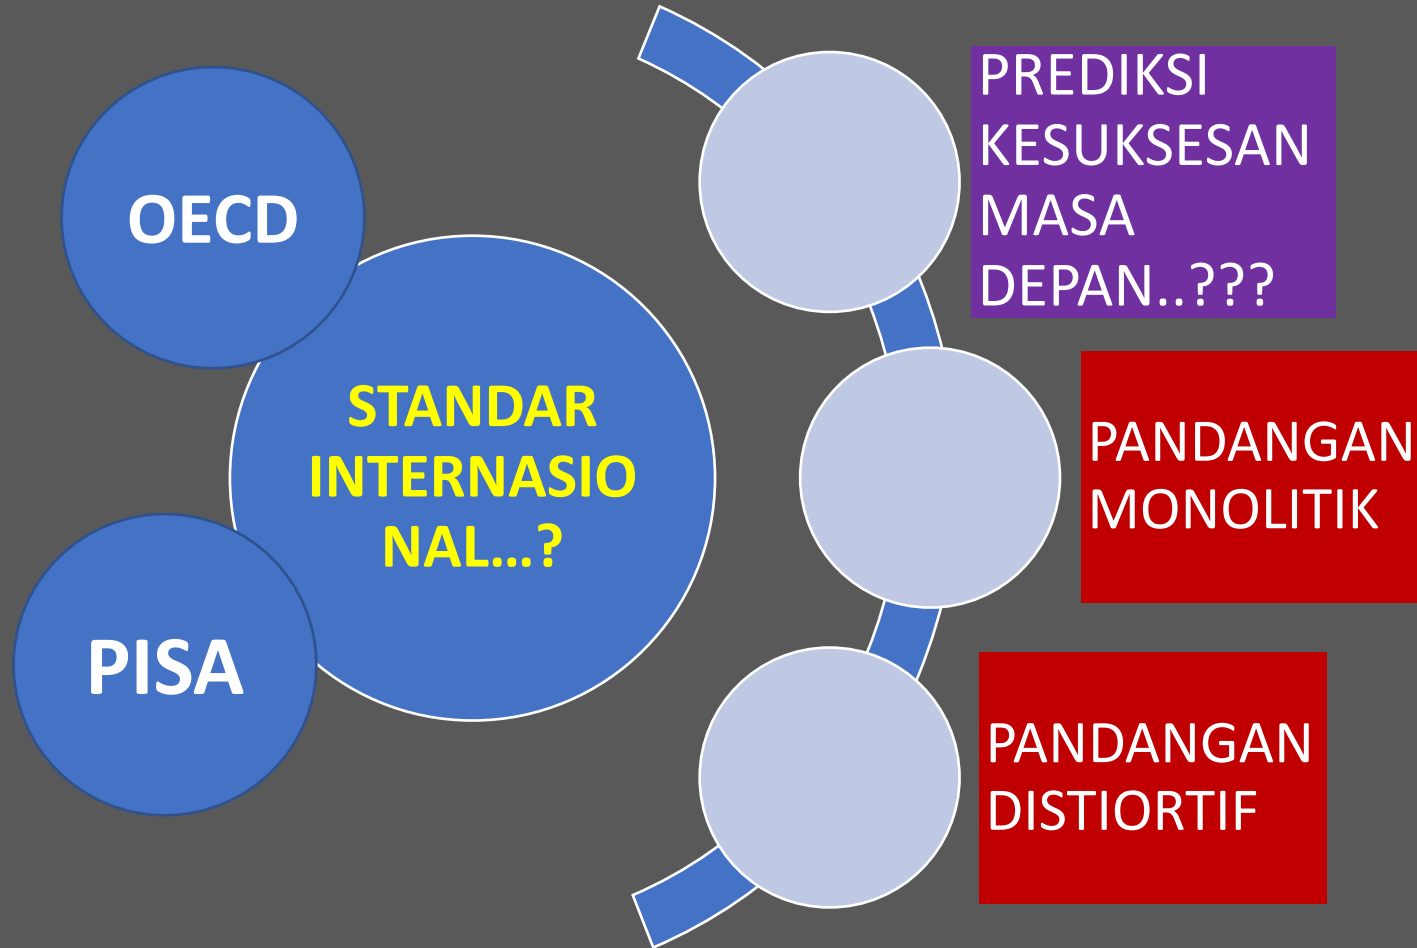 OECD
STANDAR
INTERNASIO
NAL...?
PISA
PREDIKSI
KESUKSESAN
MASA
DEPAN..???
PANDANGAN
MONOLITIK
PANDANGAN
DISTIORTIF